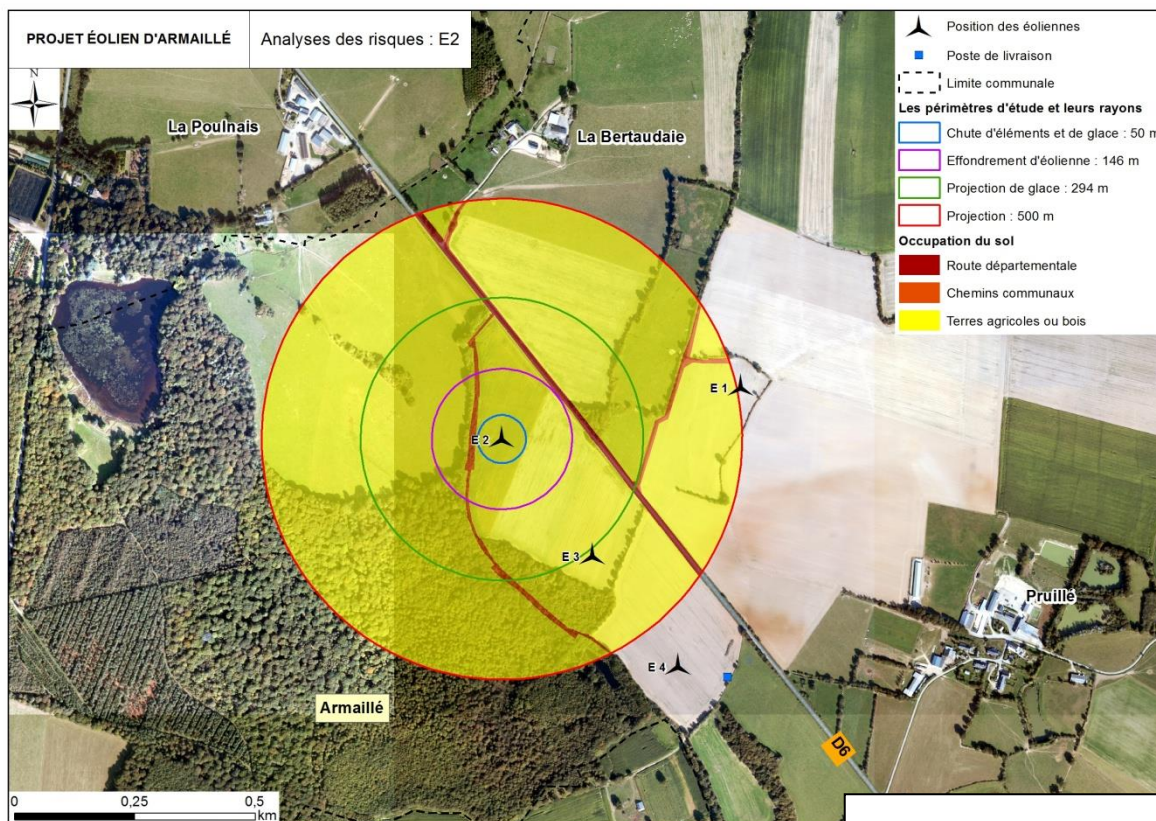 PROJET ÉOLIEN D'ARMAILLÉ
Analyses des risques : E2
N
Position des éoliennes
Poste de livraison
Limite communale
Les périmètres d'étude et leurs rayons
Chute d'éléments et de glace : 50 m
Effondrement d'éolienne : 146 m
Projection de glace : 294 m
Projection : 500 m
Occupation du sol
Route départementale
Chemins communaux
Terres agricoles ou bois
La Poulnais
La Bertaudaie
E 1
E 2
E 3
Pruillé
E 4
Armaillé
D6
0 0,25 0,5
km